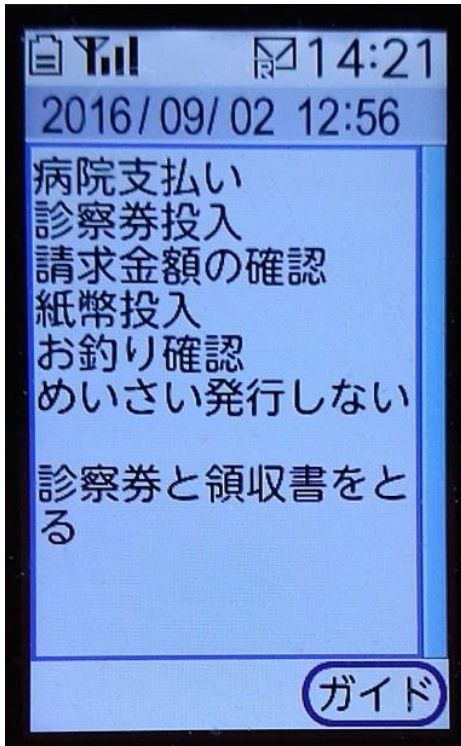 14:21
2016/09/02 12:56
病院支払い
診察券投入
請求金額の確認
紙幣投入
お釣り確認
めいさい発行しない
診察券と領収書をと
る
ガイド